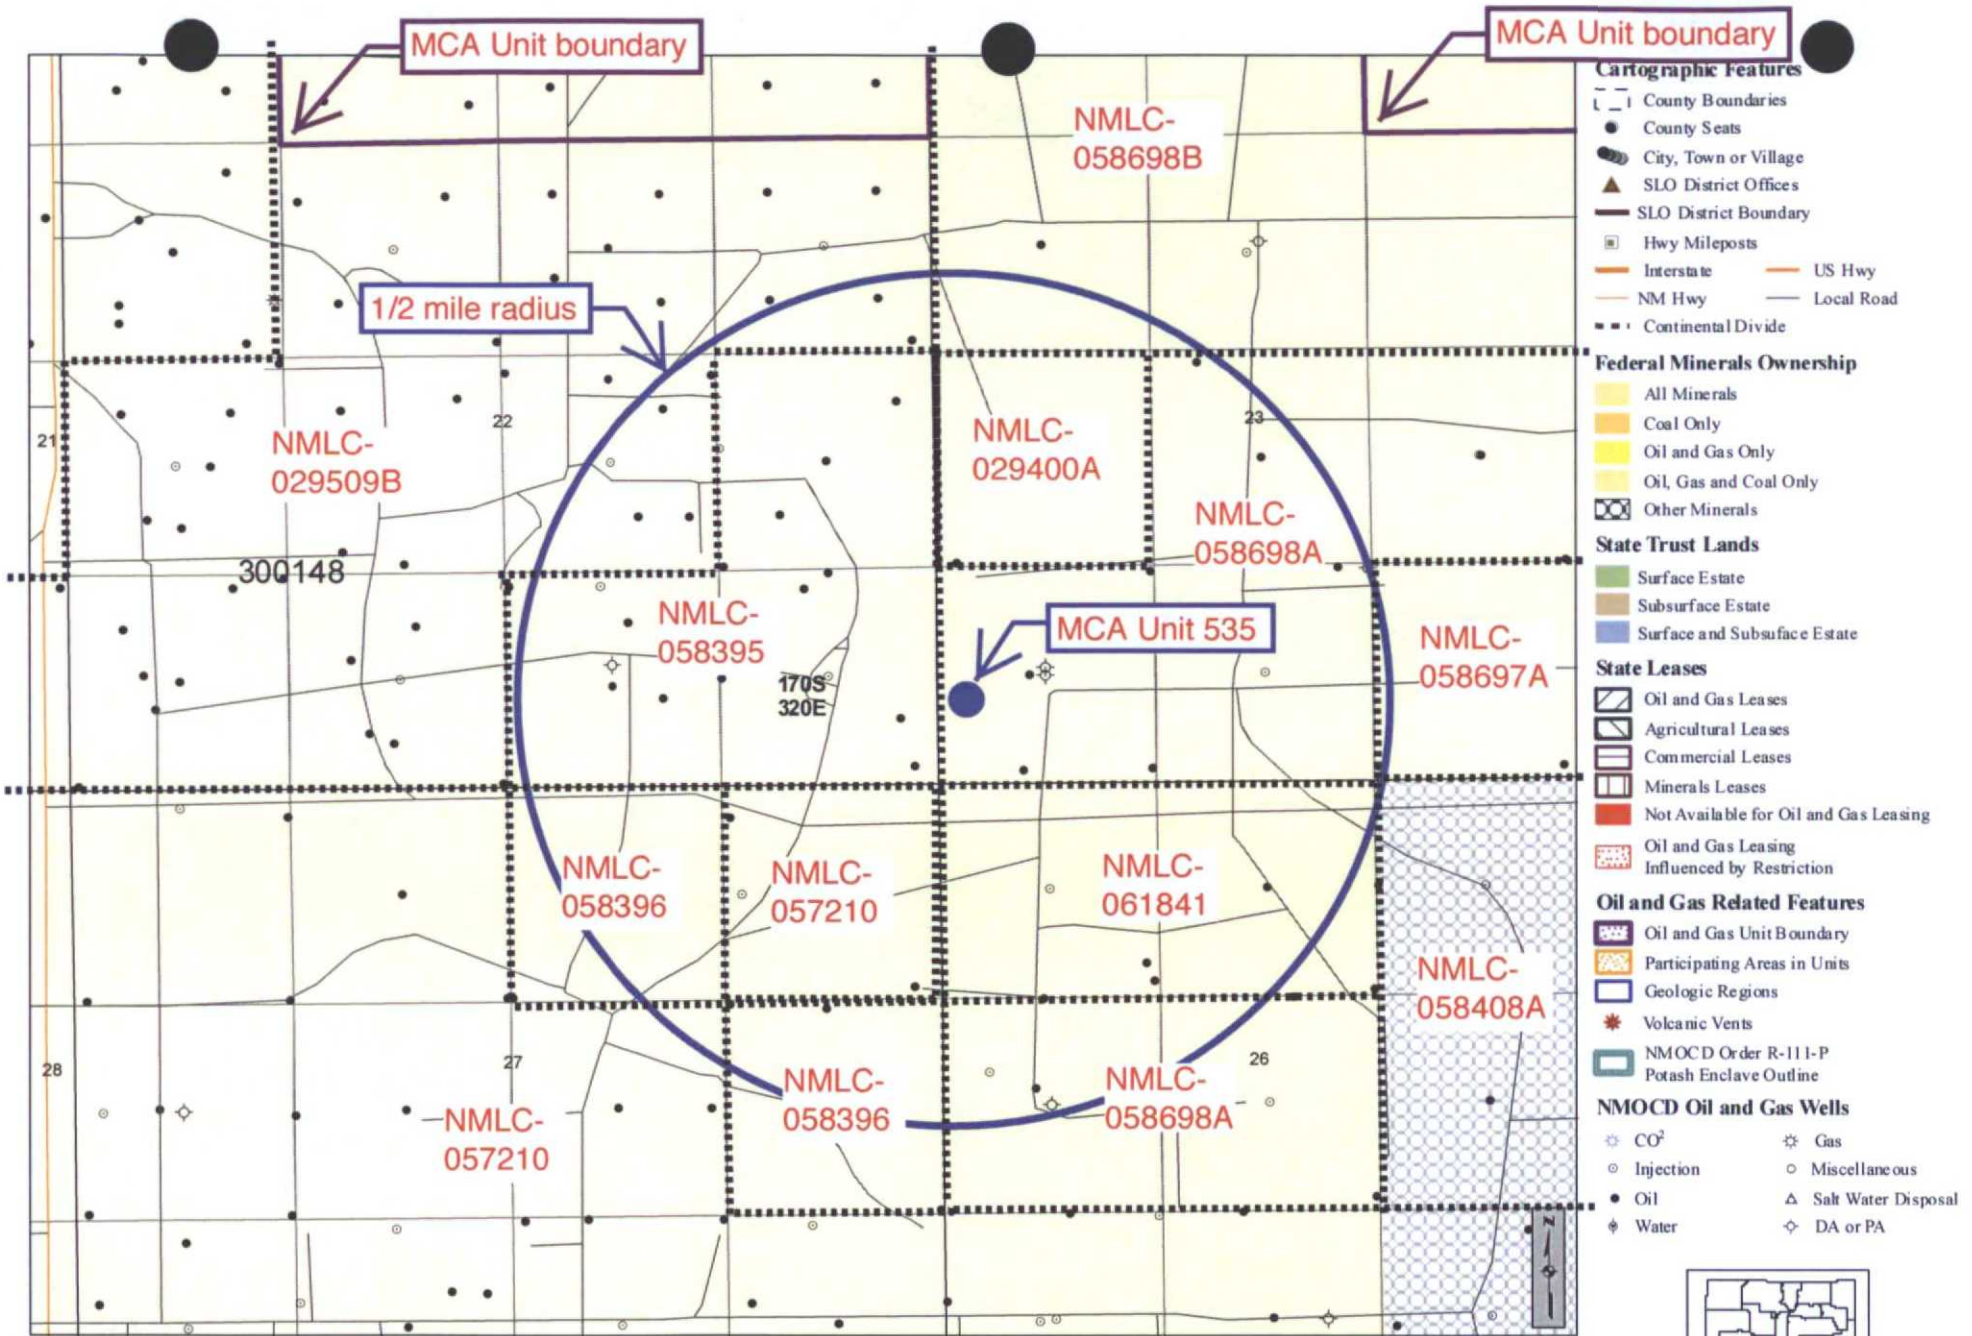 MCA Unit boundary
MCA Unit boundary
NMLC-
058698B
1/2 mile radius
21
22
23
NMLC-
029509B
NMLC-
029400A
NMLC-
058698A
300148
NMLC-
058395
MCA Unit 535
NMLC-
058697A
170S
320E
NMLC-
058396
NMLC-
057210
NMLC-
061841
NMLC-
058408A
28
27
26
NMLC-
057210
NMLC-
058396
NMLC-
058698A
N
Cartographic Features
County Boundaries
County Seats
City, Town or Village
SLO District Offices
SLO District Boundary
Hwy Mileposts
Interstate
US Hwy
NM Hwy
Local Road
Continental Divide
Federal Minerals Ownership
All Minerals
Coal Only
Oil and Gas Only
Oil, Gas and Coal Only
Other Minerals
State Trust Lands
Surface Estate
Subsurface Estate
Surface and Subsuface Estate
State Leases
Oil and Gas Leases
Agricultural Leases
Commercial Leases
Minerals Leases
Not Available for Oil and Gas Leasing
Oil and Gas Leasing
Influenced by Restriction
Oil and Gas Related Features
Oil and Gas Unit Boundary
Participating Areas in Units
Geologic Regions
Volcanic Vents
NMOCD Order R-111-P
Potash Enclave Outline
NMOCD Oil and Gas Wells
CO2
Gas
Injection
Miscellaneous
Oil
Salt Water Disposal
Water
DA or PA